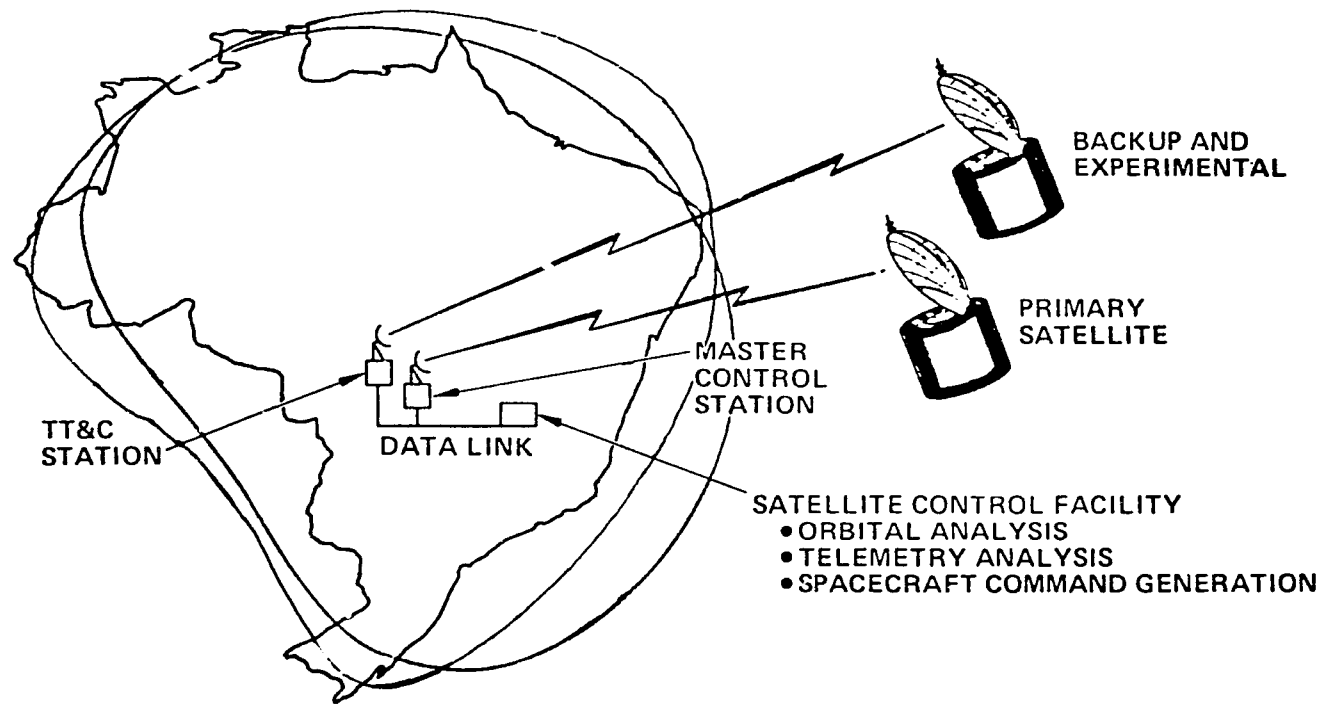 BACKUP AND
EXPERIMENTAL
PRIMARY
SATELLITE
MASTER
CONTROL
STATION
TT&C
STATION
DATA LINK
SATELLITE CONTROL FACILITY
• ORBITAL ANALYSIS
• TELEMETRY ANALYSIS
• SPACECRAFT COMMAND GENERATION